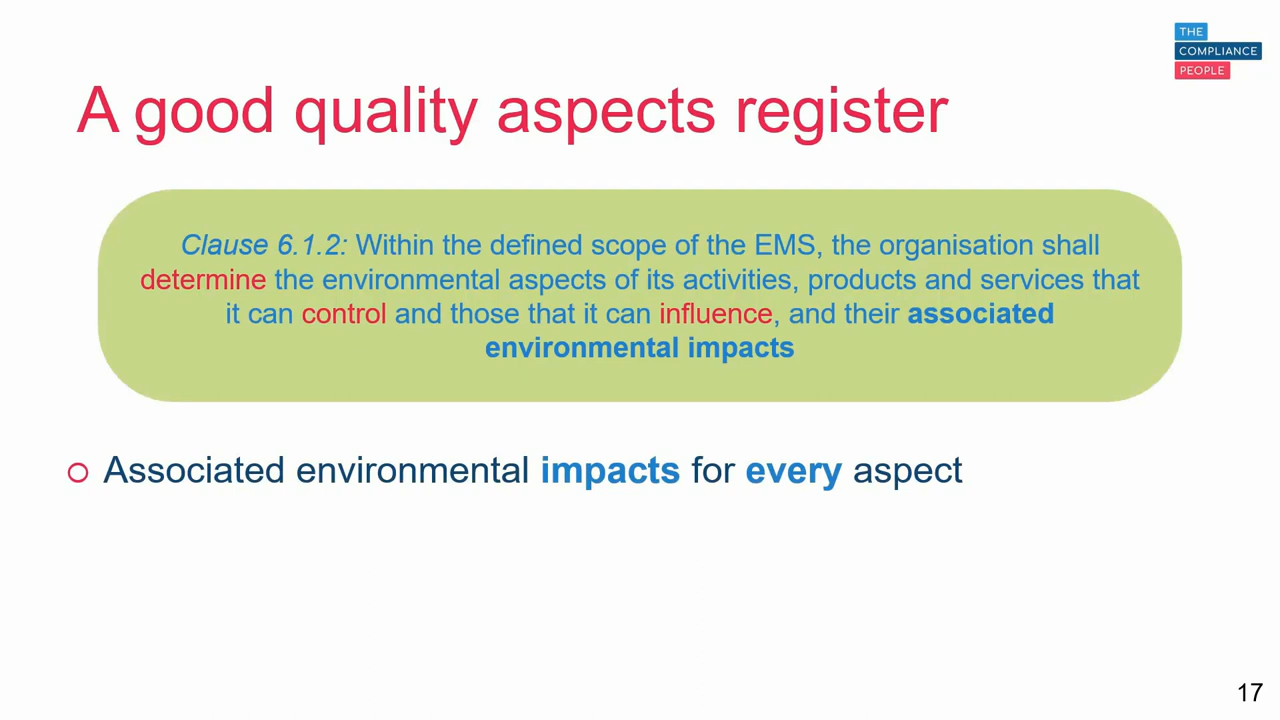 THE
COMPLIANCE
PEOPLE
A good quality aspects register
Clause 6.1.2: Within the defined scope of the EMS, the organisation shall
determine the environmental aspects of its activities, products and services that
it can control and those that it can influence, and their associated
environmental impacts
Associated environmental impacts for every aspect
17